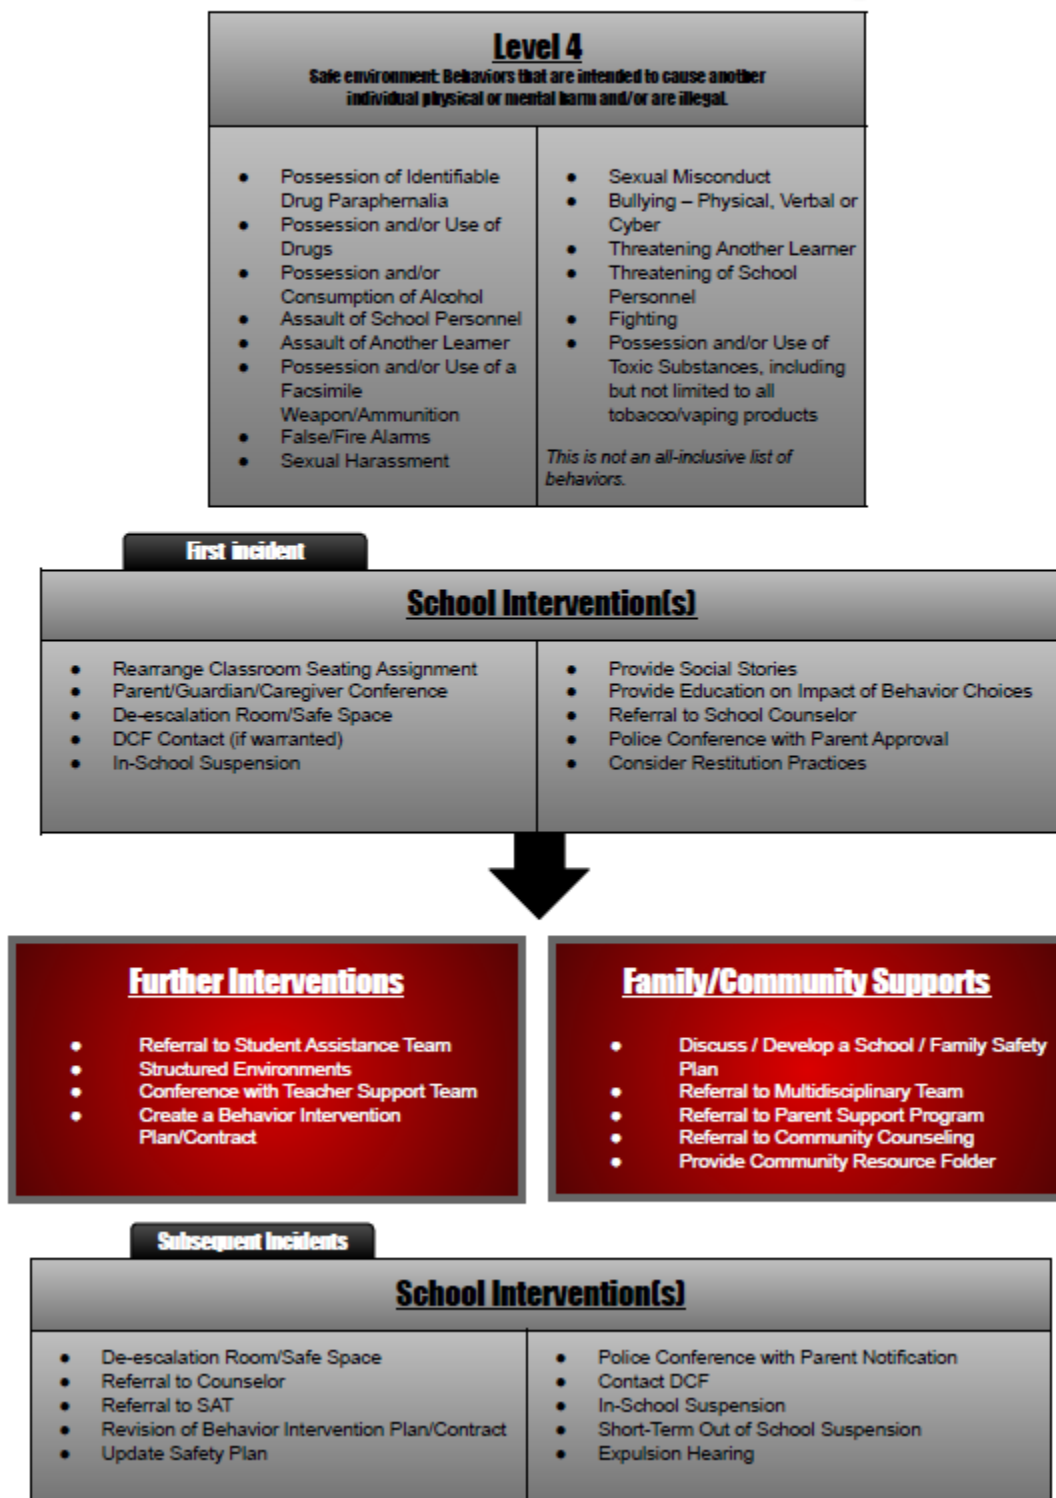 Level 4
Safe environment: Behaviors that are intended to cause another
individual physical or mental harm and/or are illegal.
● Possession of Identifiable
Drug Paraphernalia
● Possession and/or Use of
Drugs
● Possession and/or
Consumption of Alcohol
● Assault of School Personnel
● Assault of Another Learner
● Possession and/or Use of a
Facsimile
Weapon/Ammunition
● False/Fire Alarms
● Sexual Harassment
● Sexual Misconduct
● Bullying – Physical, Verbal or
Cyber
● Threatening Another Learner
● Threatening of School
Personnel
● Fighting
● Possession and/or Use of
Toxic Substances, including
but not limited to all
tobacco/vaping products
This is not an all-inclusive list of
behaviors.
First incident
School Intervention(s)
● Rearrange Classroom Seating Assignment
● Parent/Guardian/Caregiver Conference
● De-escalation Room/Safe Space
● DCF Contact (if warranted)
● In-School Suspension
● Provide Social Stories
● Provide Education on Impact of Behavior Choices
● Referral to School Counselor
● Police Conference with Parent Approval
● Consider Restitution Practices
Further Interventions
● Referral to Student Assistance Team
● Structured Environments
● Conference with Teacher Support Team
● Create a Behavior Intervention
Plan/Contract
Family/Community Supports
● Discuss / Develop a School / Family Safety
Plan
● Referral to Multidisciplinary Team
● Referral to Parent Support Program
● Referral to Community Counseling
● Provide Community Resource Folder
Subsequent Incidents
School Intervention(s)
● De-escalation Room/Safe Space
● Referral to Counselor
● Referral to SAT
● Revision of Behavior Intervention Plan/Contract
● Update Safety Plan
● Police Conference with Parent Notification
● Contact DCF
● In-School Suspension
● Short-Term Out of School Suspension
● Expulsion Hearing